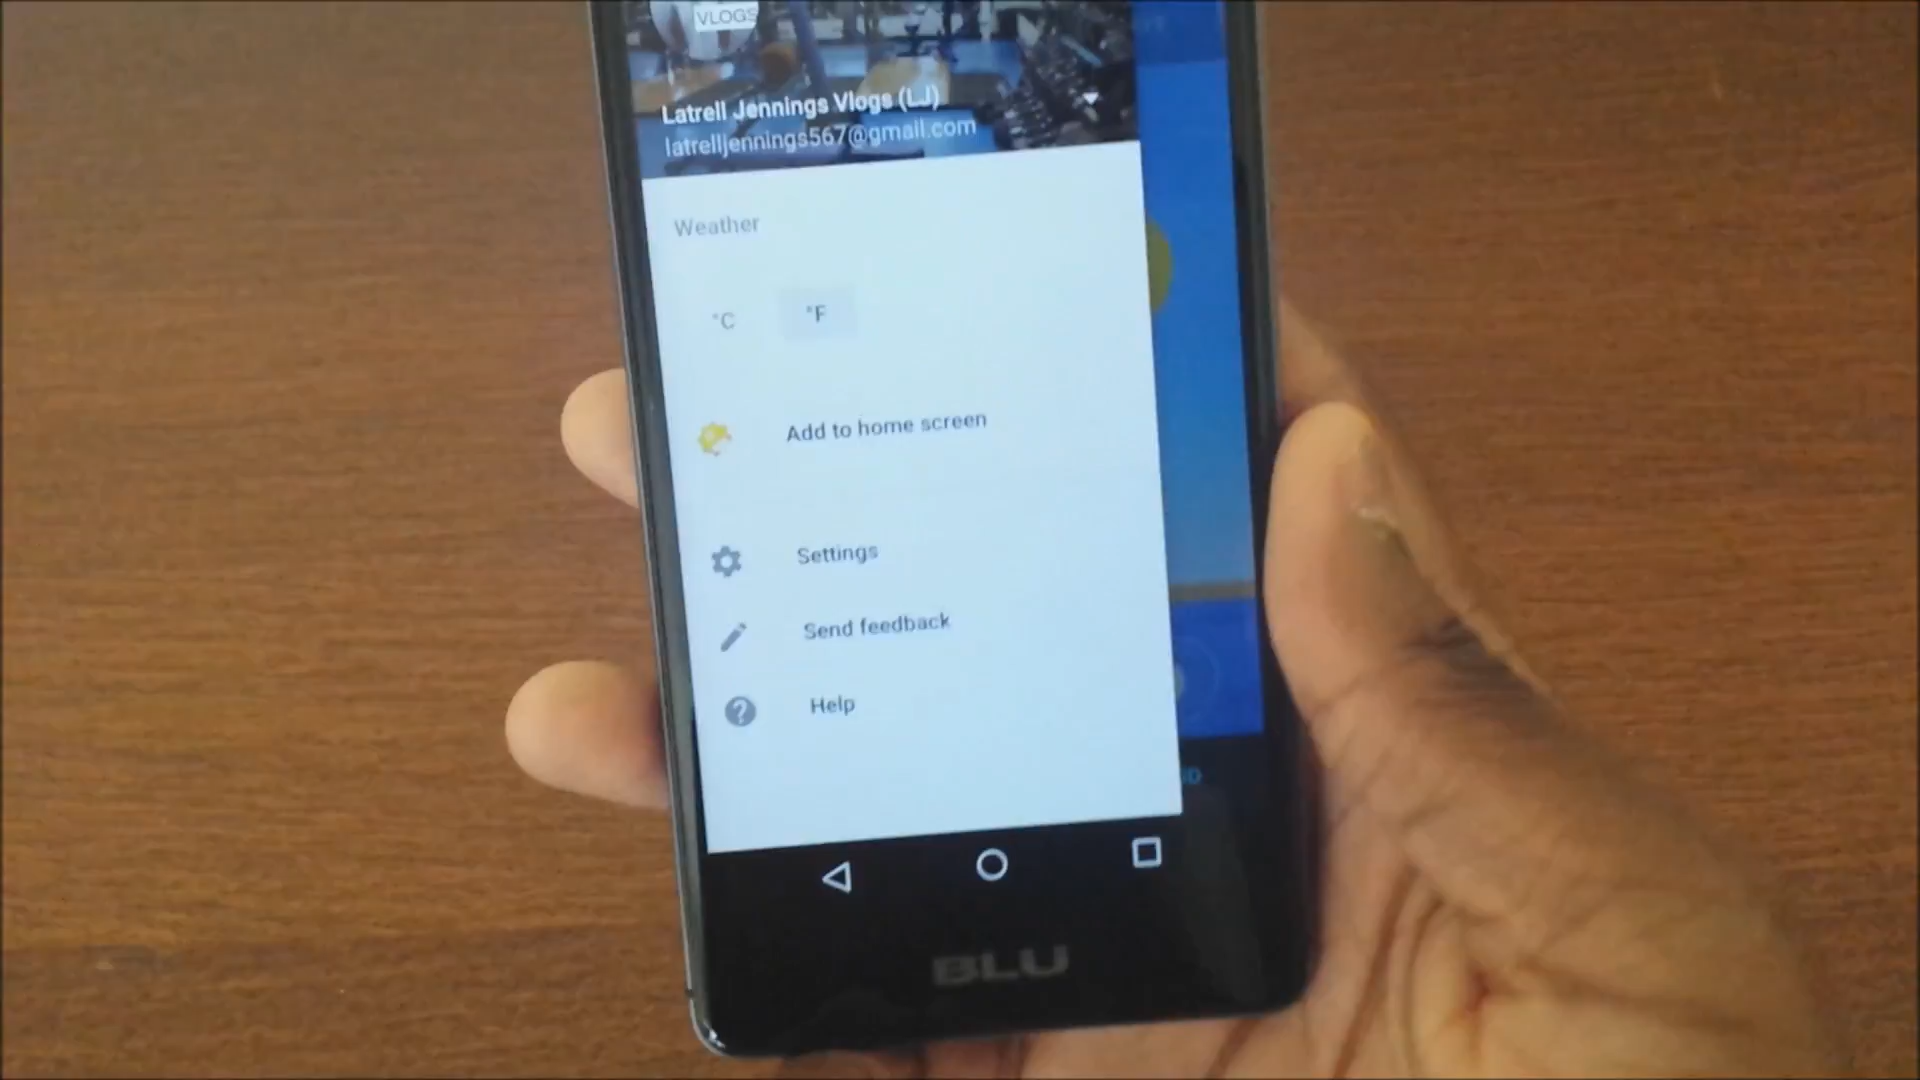 VLOGS
Latrell Jennings Vlogs (LJ)
latrelljennings567@gmail.com
Weather
°C
°F
Add to home screen
Settings
Send feedback
Help
BLU